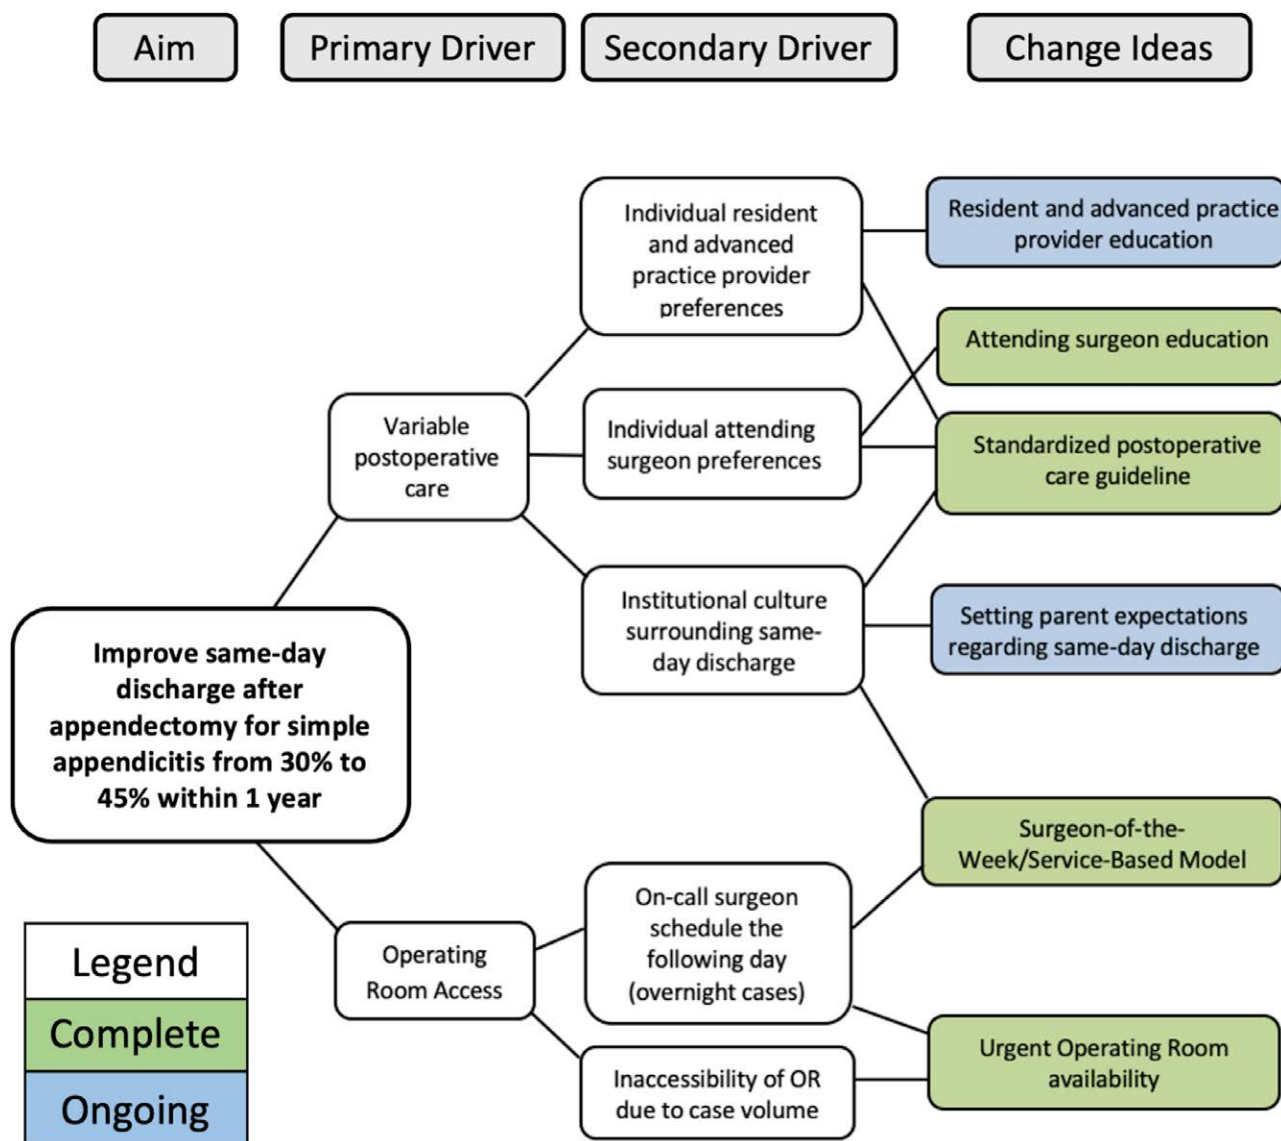 Aim
Primary Driver
Secondary Driver
Change Ideas
Improve same-day
discharge after
appendectomy for simple
appendicitis from 30% to
45% within 1 year
Variable
postoperative
care
Operating
Room Access
Individual resident
and advanced
practice provider
preferences
Individual attending
surgeon preferences
Institutional culture
surrounding same-
day discharge
On-call surgeon
schedule the
following day
(overnight cases)
Inaccessibility of OR
due to case volume
Resident and advanced practice
provider education
Attending surgeon education
Standardized postoperative
care guideline
Setting parent expectations
regarding same-day discharge
Surgeon-of-the-
Week/Service-Based Model
Urgent Operating Room
availability
Legend
Complete
Ongoing